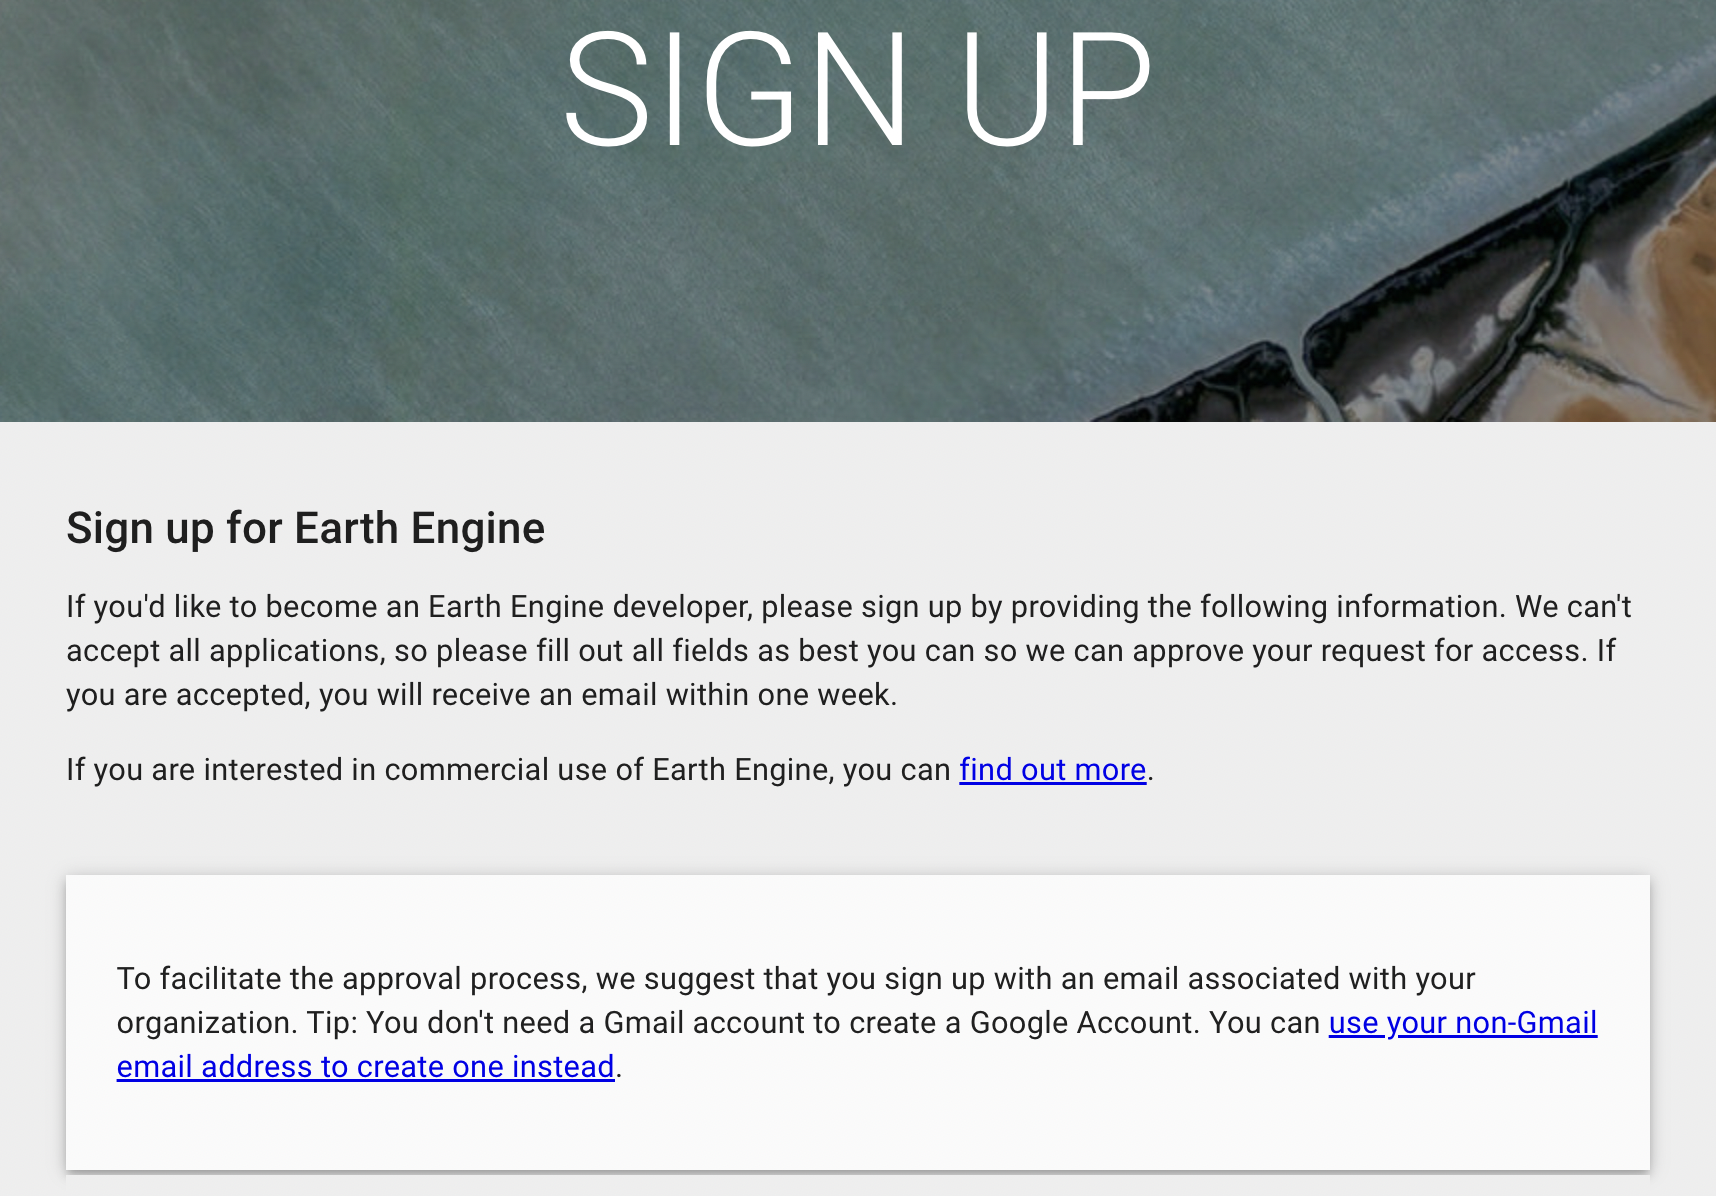 SIGN UP
Sign up for Earth Engine
If you'd like to become an Earth Engine developer, please sign up by providing the following information. We can't
accept all applications, so please fill out all fields as best you can so we can approve your request for access. If
you are accepted, you will receive an email within one week.
If you are interested in commercial use of Earth Engine, you can find out more.
To facilitate the approval process, we suggest that you sign up with an email associated with your
organization. Tip: You don't need a Gmail account to create a Google Account. You can use your non-Gmail
email address to create one instead.